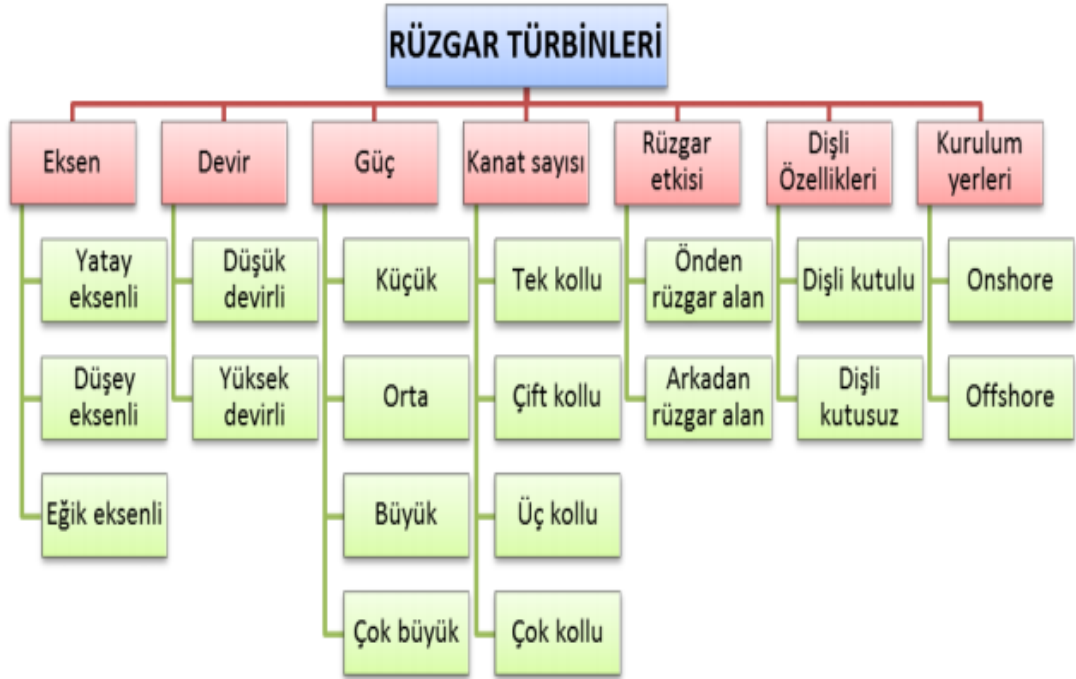 RÜZGAR TÜRBİNLERİ
Eksen
Devir
Güç
Kanat sayısı
Rüzgar
etkisi
Dişli
Özellikleri
Kurulum
yerleri
Yatay
eksenli
Düşük
devirli
Küçük
Tek kollu
Önden
rüzgar alan
Dişli kutulu
Onshore
Düşey
eksenli
Yüksek
devirli
Orta
Çift kollu
Arkadan
rüzgar alan
Dişli
kutusuz
Offshore
Eğik eksenli
Büyük
Üç kollu
Çok büyük
Çok kollu